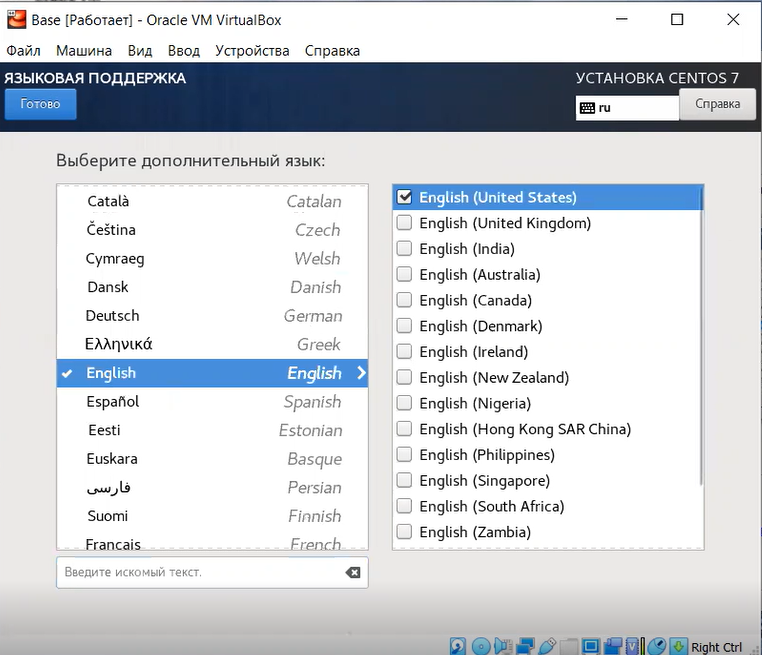 Base [Работает] - Oracle VM VirtualBox
Файл Машина Вид Ввод Устройства Справка
ЯЗЫКОВАЯ ПОДДЕРЖКА
УСТАНОВКА CENTOS 7
Готово
ru
Справка
Выберите дополнительный язык:
Català Catalan
Čeština Czech
Cymraeg Welsh
Dansk Danish
Deutsch German
Ελληνικά Greek
English English
Español Spanish
Eesti Estonian
Euskara Basque
فارسی Persian
Suomi Finnish
Français French
Введите искомый текст.
English (United States)
English (United Kingdom)
English (India)
English (Australia)
English (Canada)
English (Denmark)
English (Ireland)
English (New Zealand)
English (Nigeria)
English (Hong Kong SAR China)
English (Philippines)
English (Singapore)
English (South Africa)
English (Zambia)
Right Ctrl